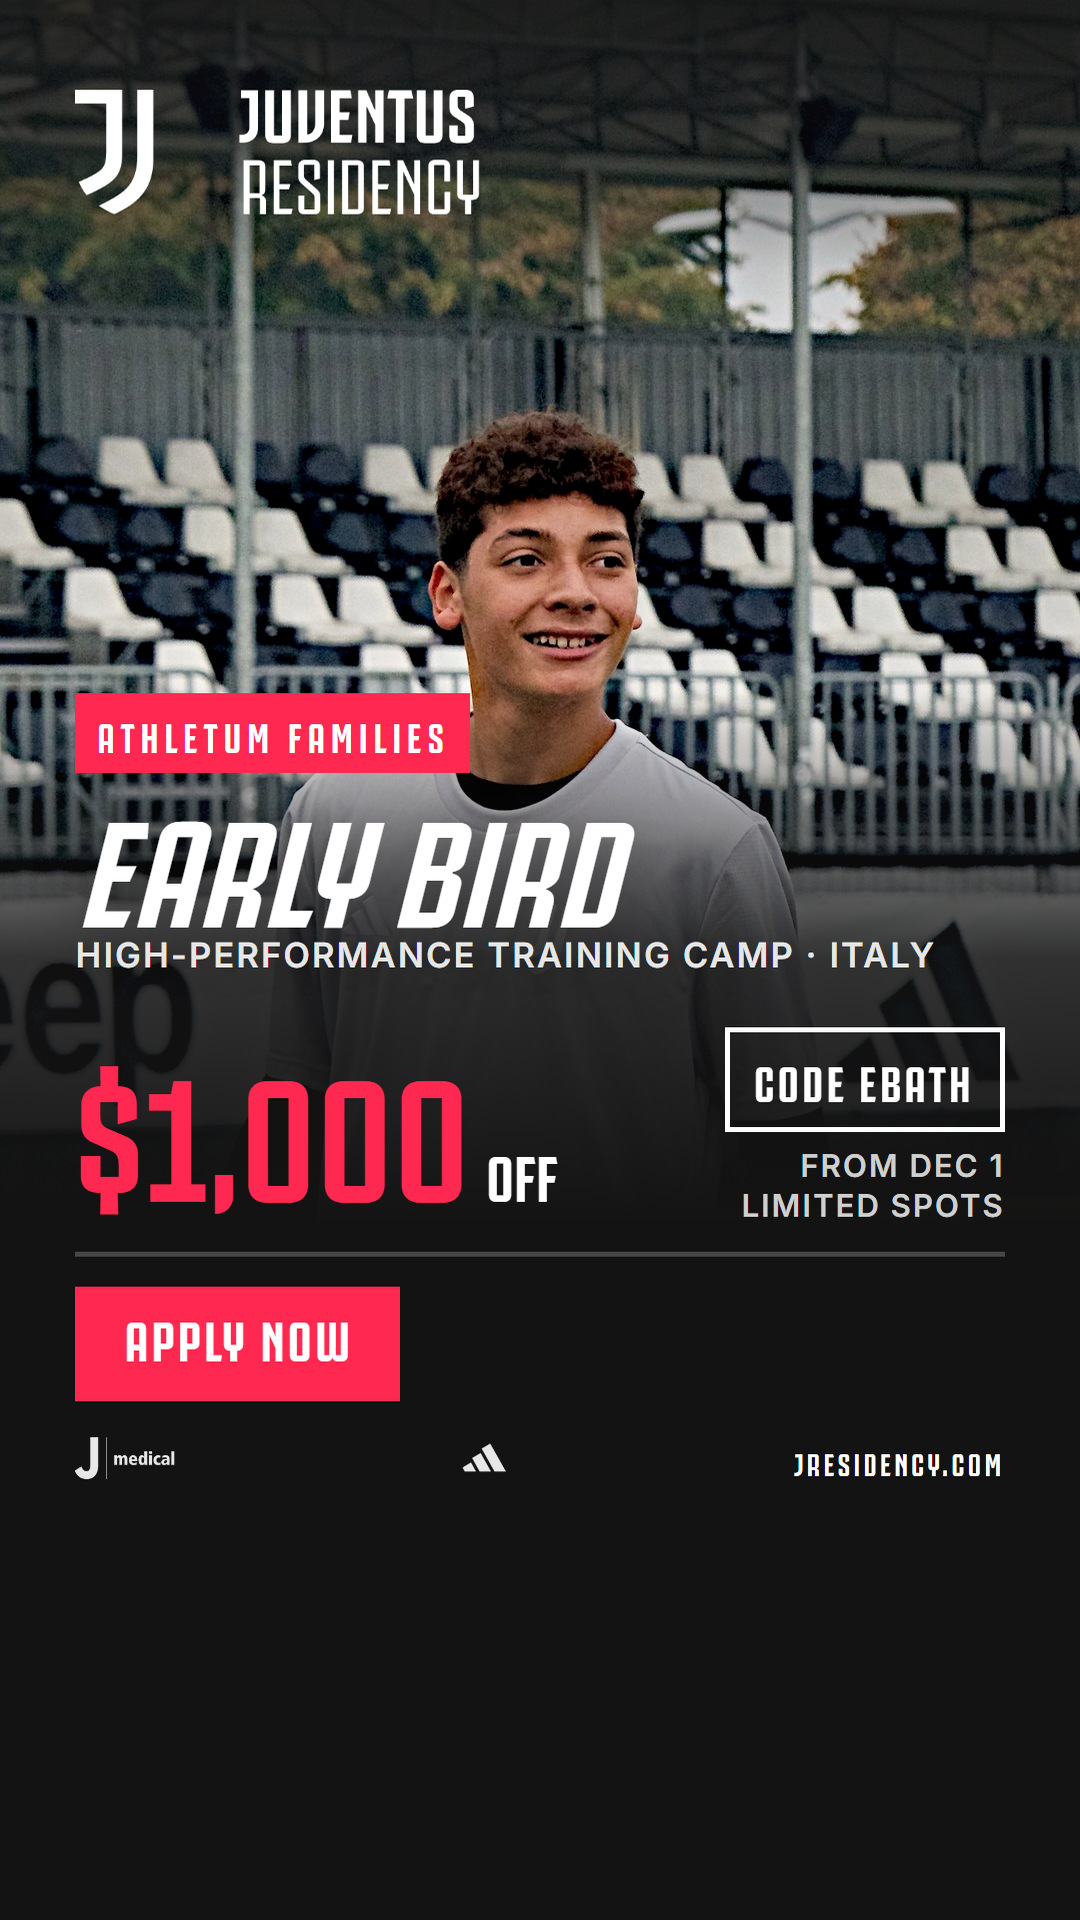 JUVENTUS
RESIDENCY
ATHLETUM FAMILIES
EARLY BIRD
HIGH-PERFORMANCE TRAINING CAMP · ITALY
eep
$1,000 OFF
CODE EBATH
FROM DEC 1
LIMITED SPOTS
APPLY NOW
J medical
JRESIDENCY.COM